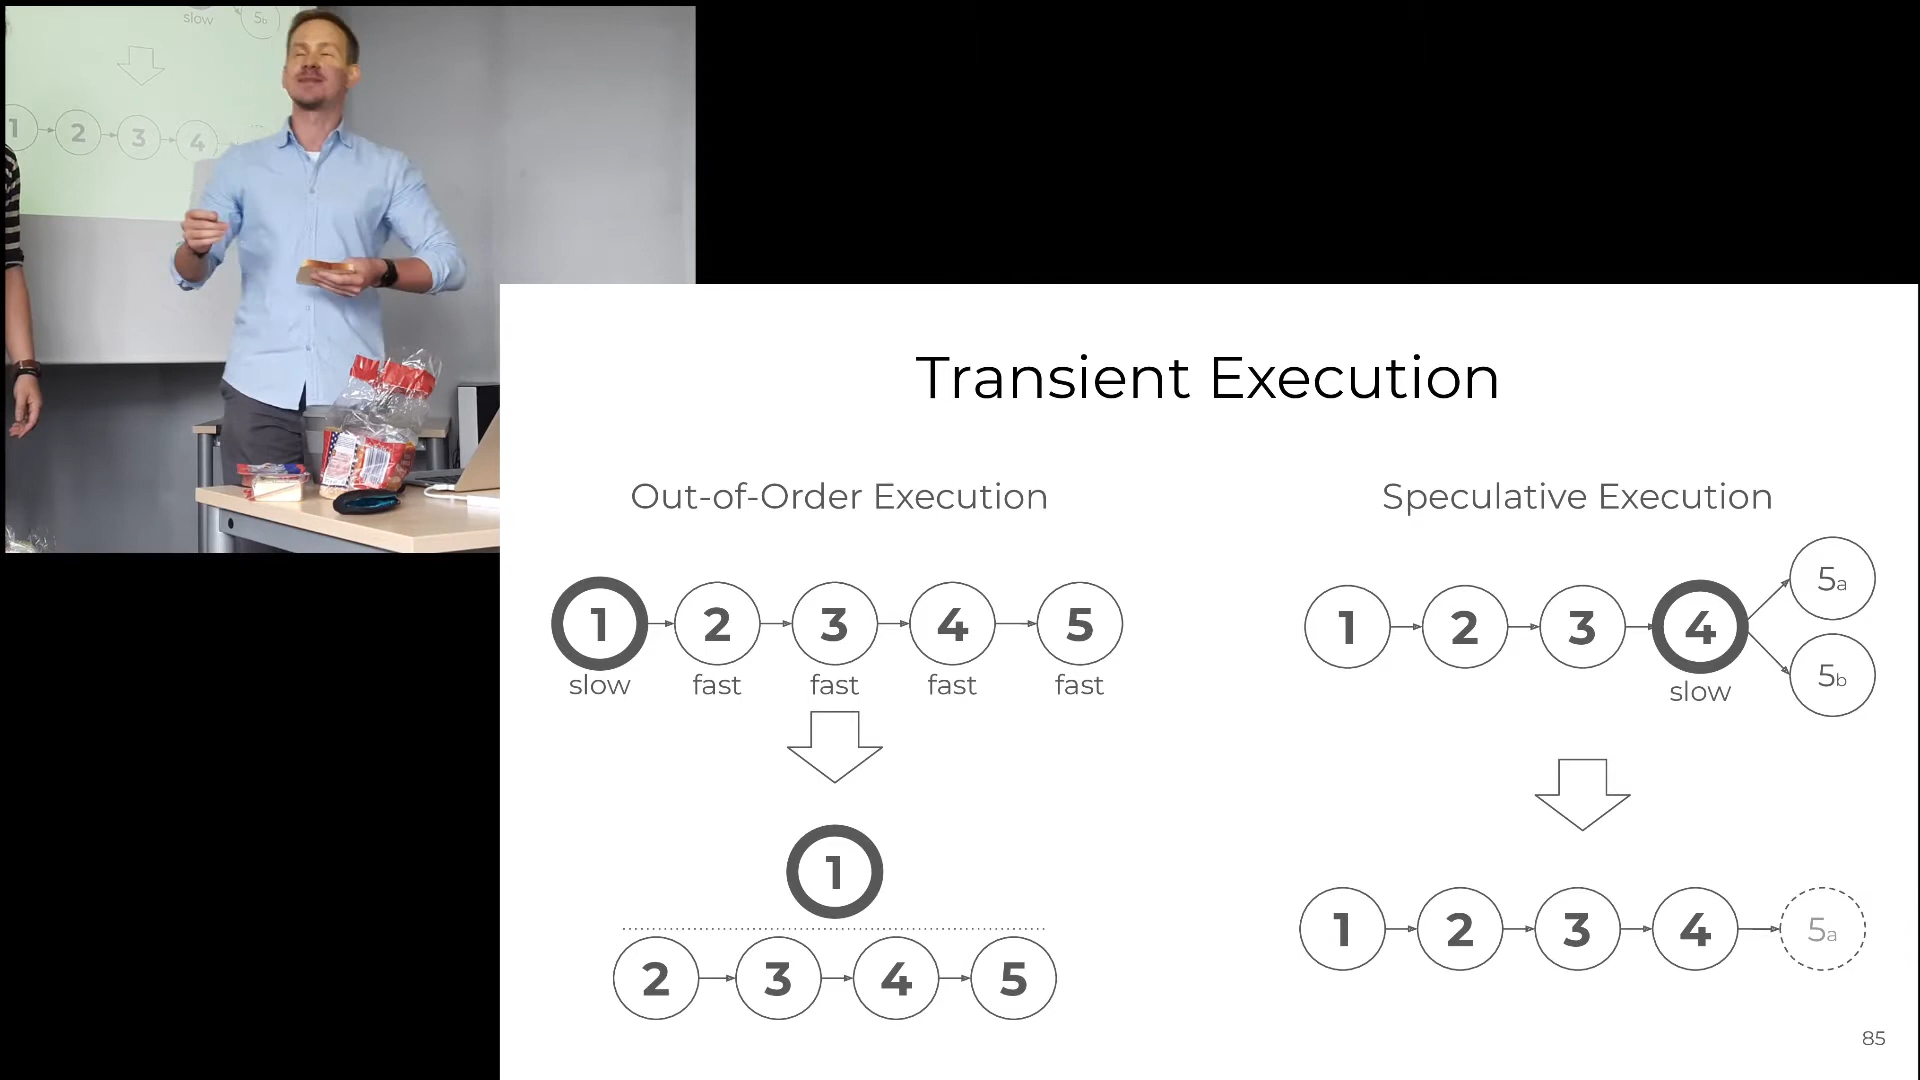 slow 5b
1 2 3 4
Transient Execution
Out-of-Order Execution
1 2 3 4 5
slow fast fast fast fast
1
2 3 4 5
Speculative Execution
5a
1 2 3 4
5b
slow
1 2 3 4 5a
85